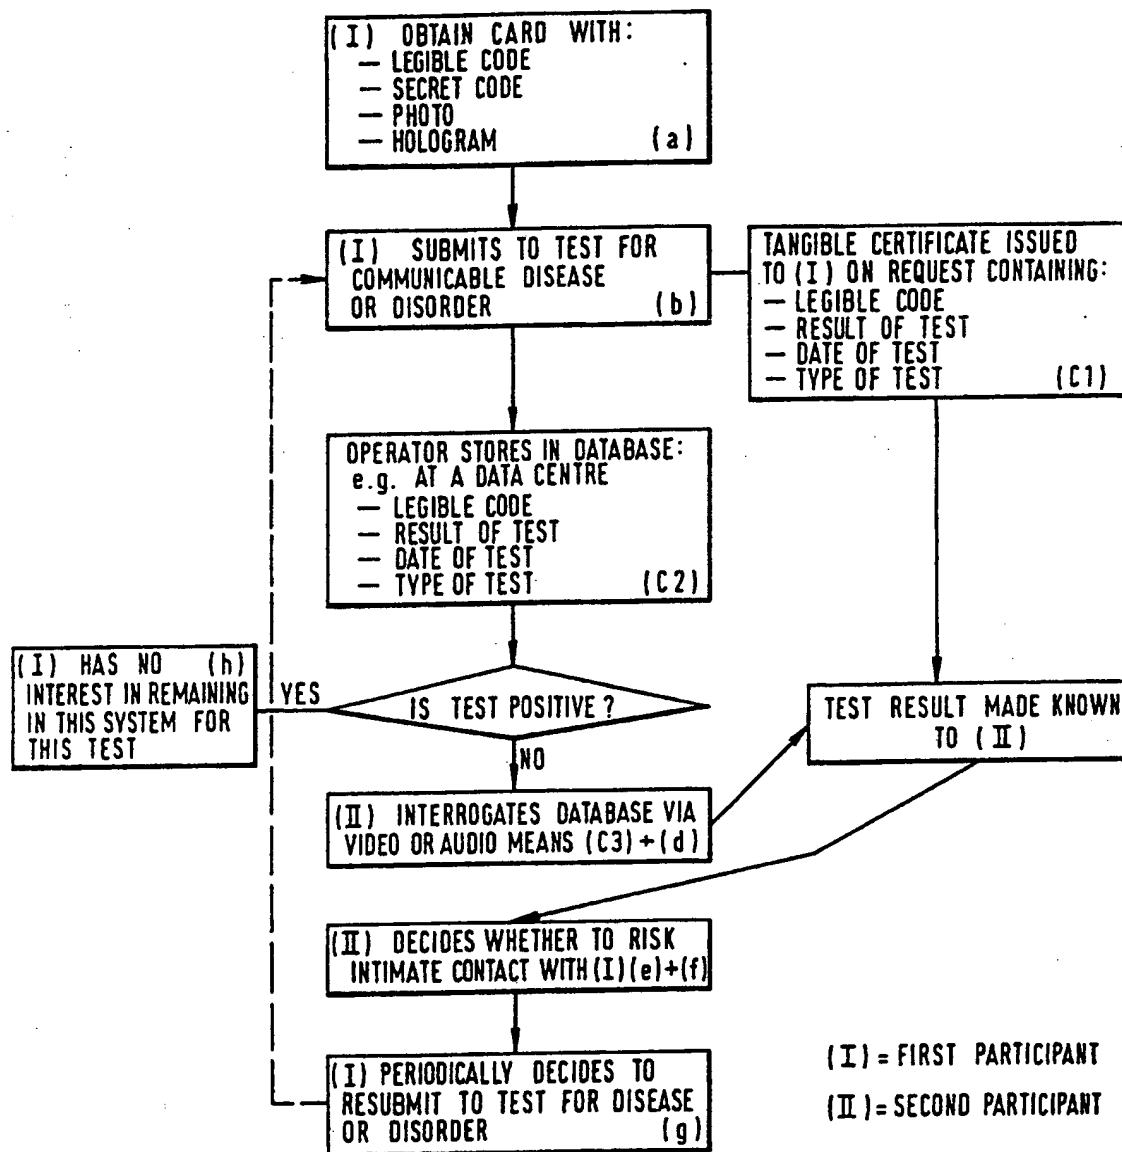 (I) OBTAIN CARD WITH:
— LEGIBLE CODE
— SECRET CODE
— PHOTO
— HOLOGRAM (a)
(I) SUBMITS TO TEST FOR
COMMUNICABLE DISEASE
OR DISORDER (b)
TANGIBLE CERTIFICATE ISSUED
TO (I) ON REQUEST CONTAINING:
— LEGIBLE CODE
— RESULT OF TEST
— DATE OF TEST
— TYPE OF TEST (C1)
OPERATOR STORES IN DATABASE:
e.g. AT A DATA CENTRE
— LEGIBLE CODE
— RESULT OF TEST
— DATE OF TEST
— TYPE OF TEST (C2)
(I) HAS NO (h)
INTEREST IN REMAINING
IN THIS SYSTEM FOR
THIS TEST
YES
IS TEST POSITIVE ?
NO
TEST RESULT MADE KNOWN
TO (II)
(II) INTERROGATES DATABASE VIA
VIDEO OR AUDIO MEANS (C3)+(d)
(II) DECIDES WHETHER TO RISK
INTIMATE CONTACT WITH (I)(e)+(f)
(I) PERIODICALLY DECIDES TO
RESUBMIT TO TEST FOR DISEASE
OR DISORDER (g)
(I) = FIRST PARTICIPANT
(II) = SECOND PARTICIPANT